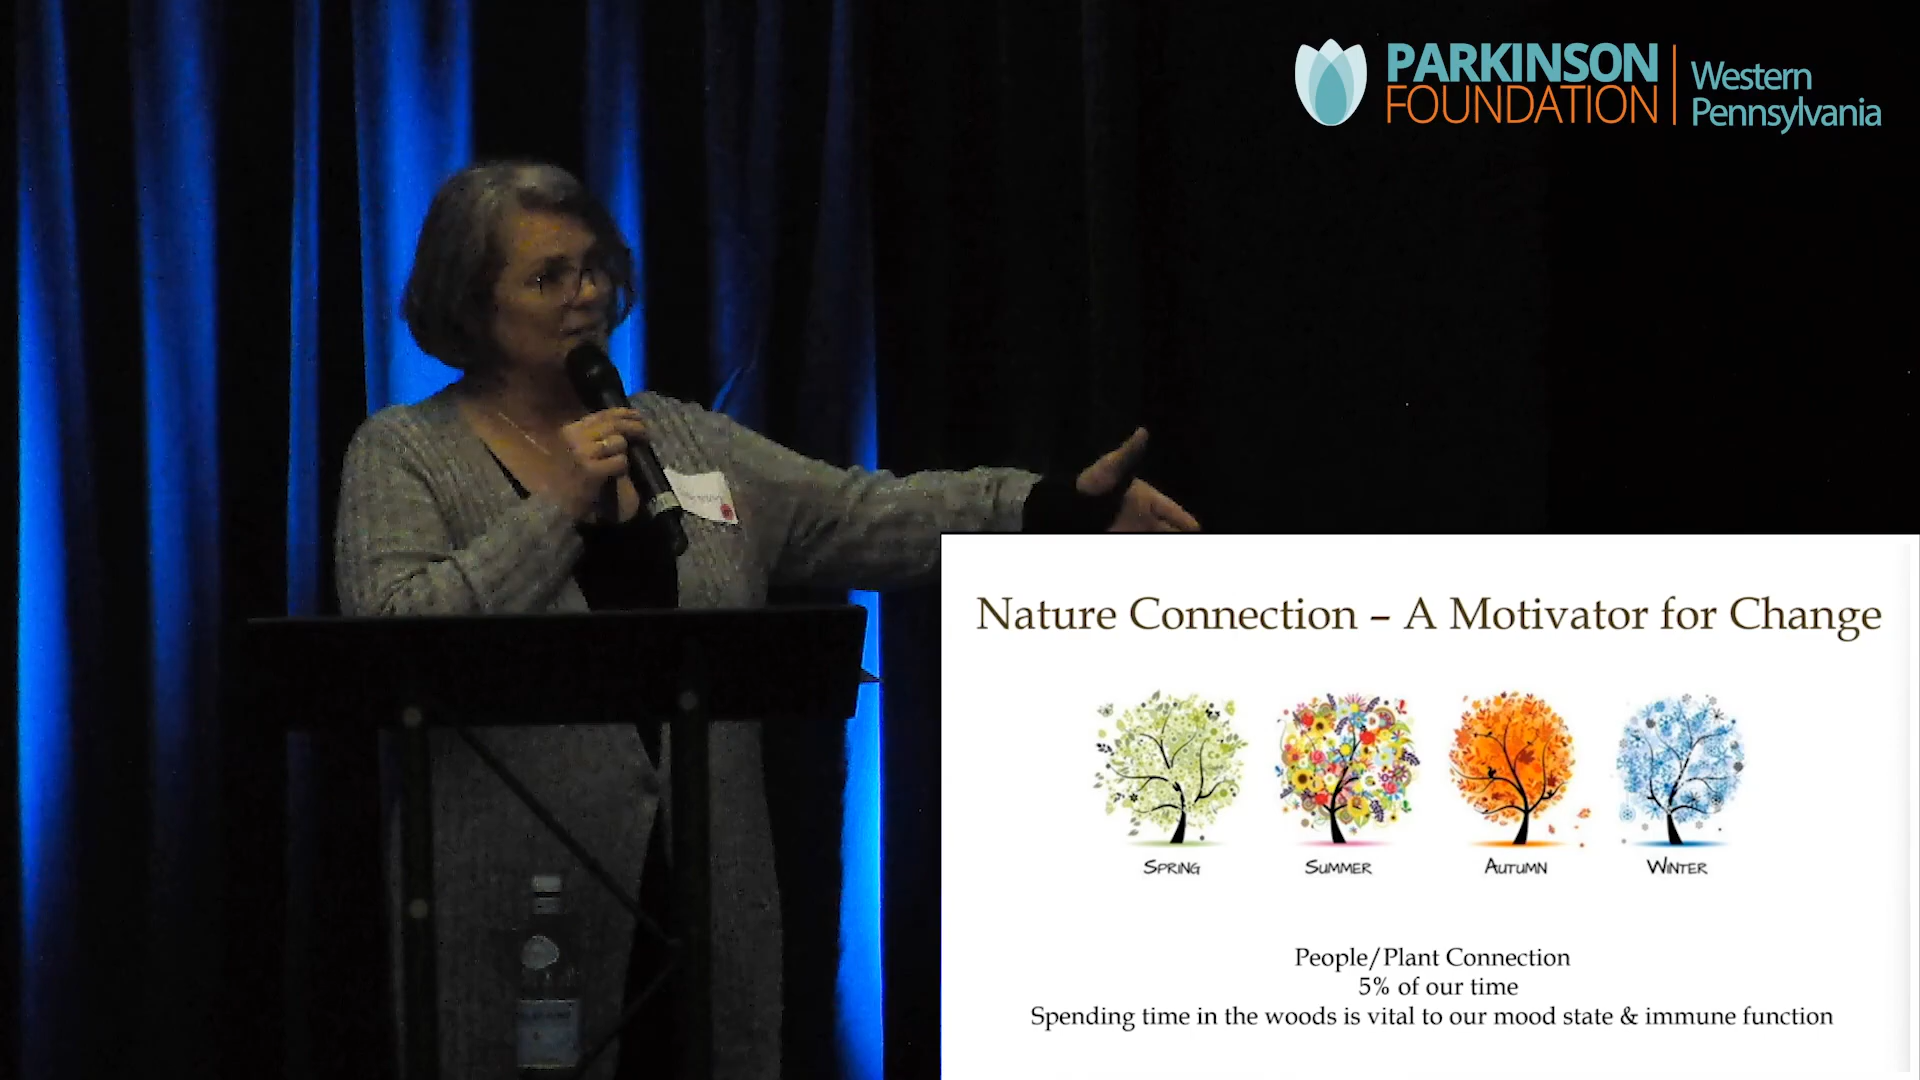 PARKINSON
FOUNDATION
Western
Pennsylvania
Nature Connection – A Motivator for Change
SPRING
SUMMER
AUTUMN
WINTER
People/Plant Connection
5% of our time
Spending time in the woods is vital to our mood state & immune function